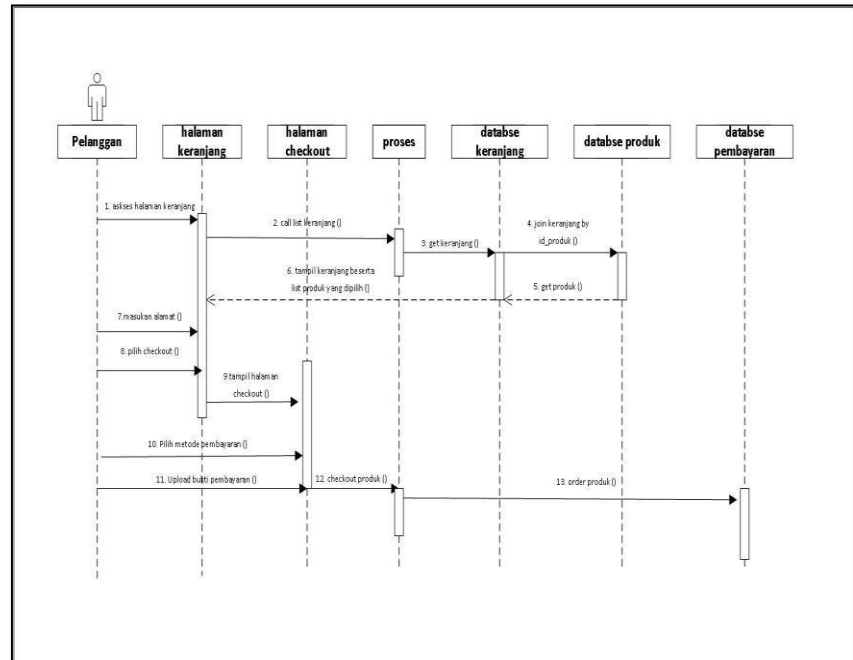 Pelanggan
halaman
keranjang
halaman
checkout
proses
databse
keranjang
databse produk
databse
pembayaran
1. askses halaman keranjang
2. call list keranjang ()
3. get keranjang ()
4. join keranjang by
id_produk ()
5. get produk ()
6. tampil keranjang beserta
list produk yang dipilih ()
7.masukan alamat ()
8. pilih checkout ()
9 tampil halaman
checkout ()
10. Pilih metode pembayaran ()
11. Upload bukti pembayaran ()
12. checkout produk ()
13. order produk ()